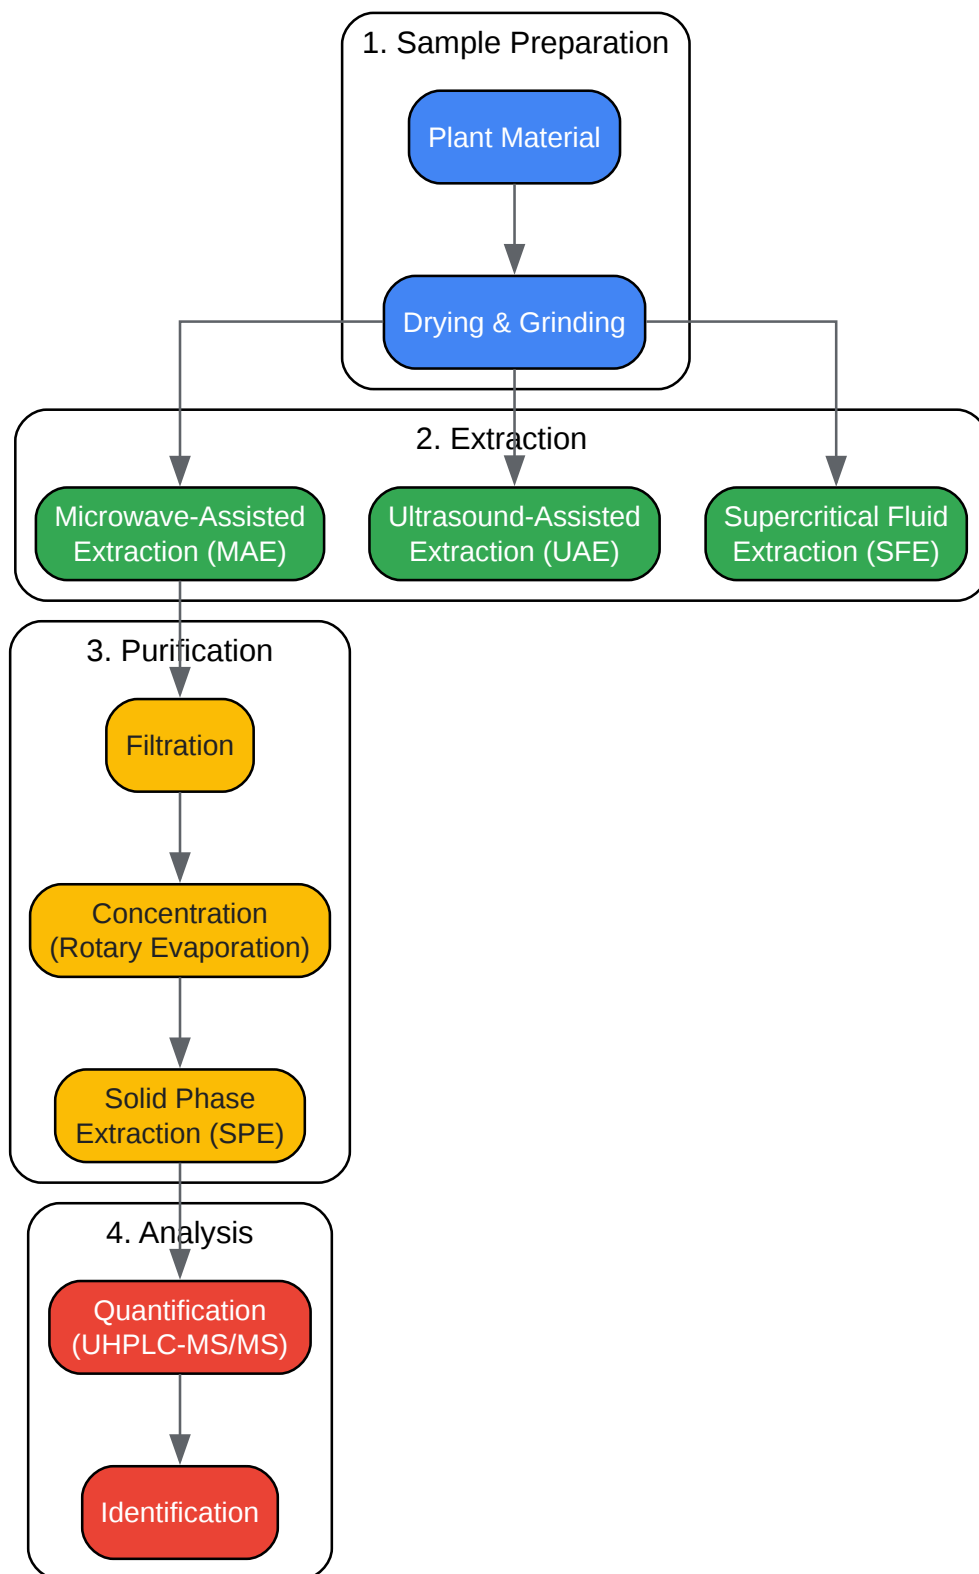 1. Sample Preparation
Plant Material
Drying & Grinding
2. Extraction
Microwave-Assisted
Extraction (MAE)
Ultrasound-Assisted
Extraction (UAE)
Supercritical Fluid
Extraction (SFE)
3. Purification
Filtration
Concentration
(Rotary Evaporation)
Solid Phase
Extraction (SPE)
4. Analysis
Quantification
(UHPLC-MS/MS)
Identification